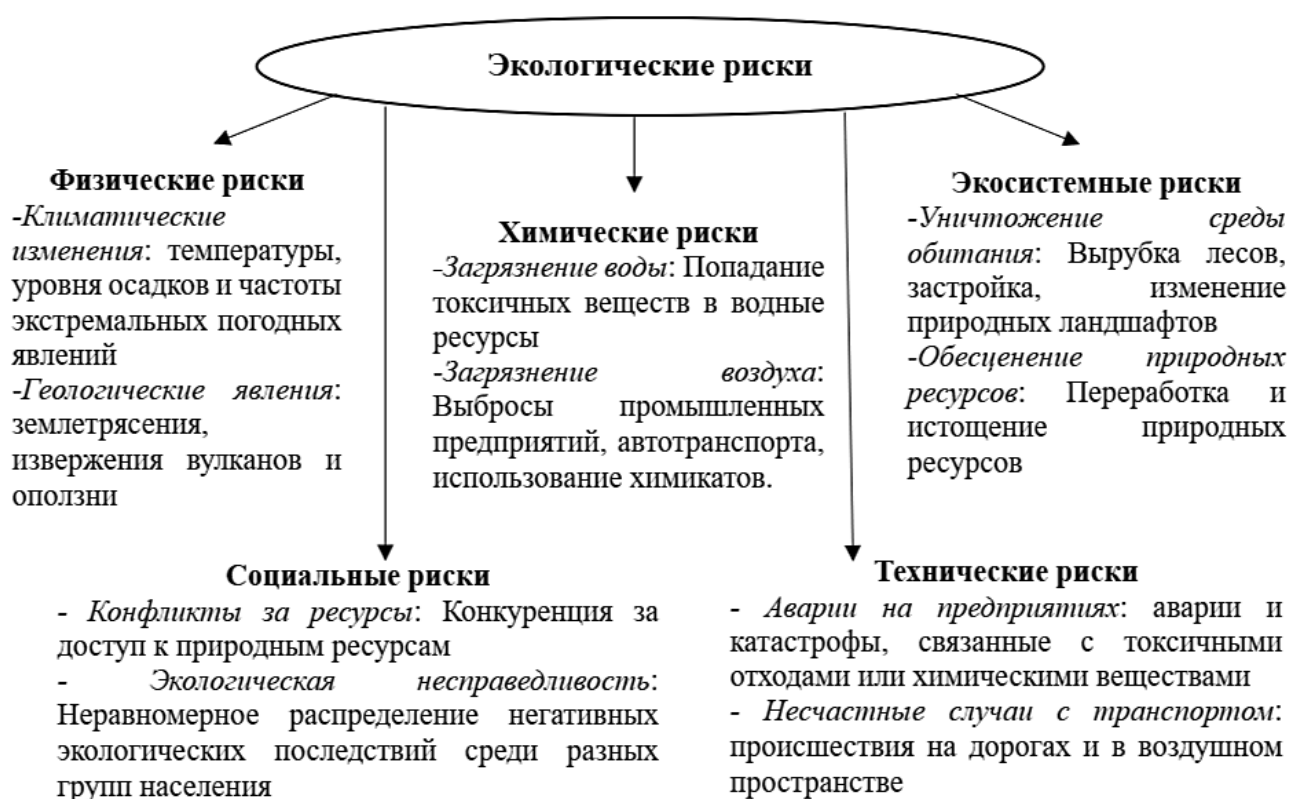 Экологические риски
Физические риски
-Климатические
изменения: температуры,
уровня осадков и частоты
экстремальных погодных
явлений
-Геологические явления:
землетрясения,
извержения вулканов и
оползни
Химические риски
-Загрязнение воды: Попадание
токсичных веществ в водные
ресурсы
-Загрязнение воздуха:
Выбросы промышленных
предприятий, автотранспорта,
использование химикатов.
Экосистемные риски
-Уничтожение среды
обитания: Вырубка лесов,
застройка, изменение
природных ландшафтов
-Обесценение природных
ресурсов: Переработка и
истощение природных
ресурсов
Социальные риски
- Конфликты за ресурсы: Конкуренция за
доступ к природным ресурсам
- Экологическая несправедливость:
Неравномерное распределение негативных
экологических последствий среди разных
групп населения
Технические риски
- Аварии на предприятиях: аварии и
катастрофы, связанные с токсичными
отходами или химическими веществами
- Несчастные случаи с транспортом:
происшествия на дорогах и в воздушном
пространстве